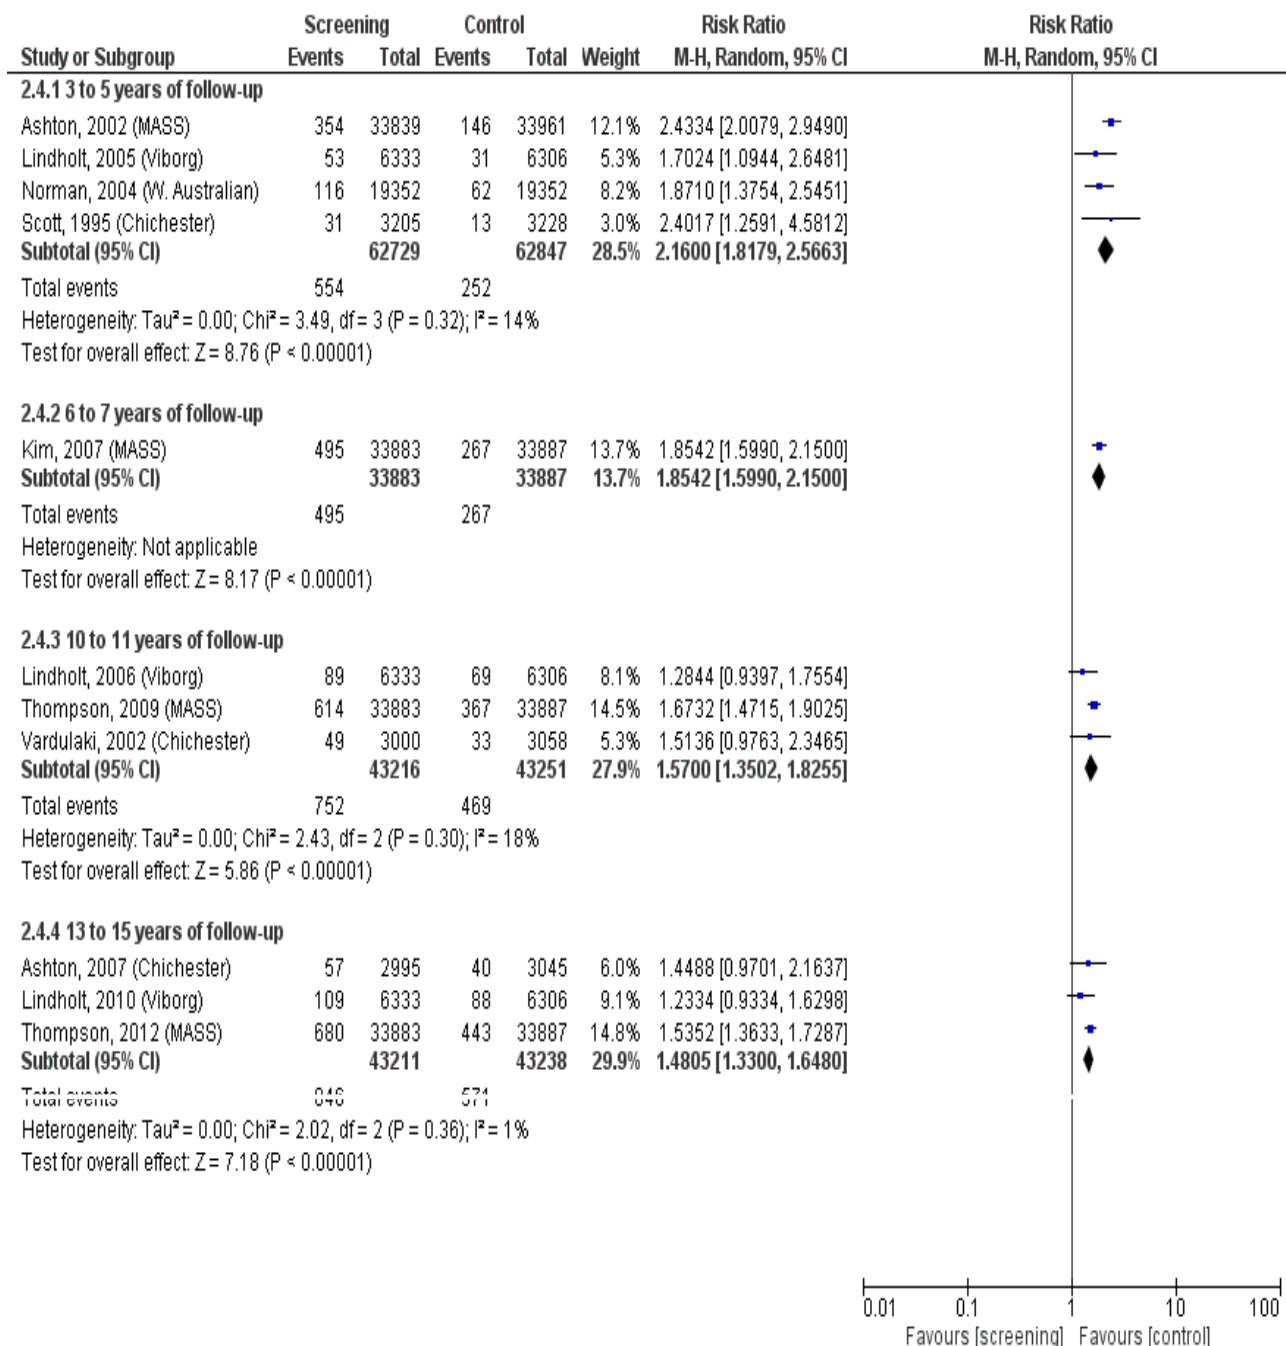 Screening Control Risk Ratio Risk Ratio
Study or Subgroup Events Total Events Total Weight M-H, Random, 95% CI M-H, Random, 95% CI
2.4.1 3 to 5 years of follow-up
Ashton, 2002 (MASS) 354 33839 146 33961 12.1% 2.4334 [2.0079, 2.9490]
Lindholt, 2005 (Viborg) 53 6333 31 6306 5.3% 1.7024 [1.0944, 2.6481]
Norman, 2004 (W. Australian) 116 19352 62 19352 8.2% 1.8710 [1.3754, 2.5451]
Scott, 1995 (Chichester) 31 3205 13 3228 3.0% 2.4017 [1.2591, 4.5812]
Subtotal (95% CI) 62729 62847 28.5% 2.1600 [1.8179, 2.5663]
Total events 554 252
Heterogeneity: Tau² = 0.00; Chi² = 3.49, df = 3 (P = 0.32); I² = 14%
Test for overall effect: Z = 8.76 (P < 0.00001)
2.4.2 6 to 7 years of follow-up
Kim, 2007 (MASS) 495 33883 267 33887 13.7% 1.8542 [1.5990, 2.1500]
Subtotal (95% CI) 33883 33887 13.7% 1.8542 [1.5990, 2.1500]
Total events 495 267
Heterogeneity: Not applicable
Test for overall effect: Z = 8.17 (P < 0.00001)
2.4.3 10 to 11 years of follow-up
Lindholt, 2006 (Viborg) 89 6333 69 6306 8.1% 1.2844 [0.9397, 1.7554]
Thompson, 2009 (MASS) 614 33883 367 33887 14.5% 1.6732 [1.4715, 1.9025]
Vardulaki, 2002 (Chichester) 49 3000 33 3058 5.3% 1.5136 [0.9763, 2.3465]
Subtotal (95% CI) 43216 43251 27.9% 1.5700 [1.3502, 1.8255]
Total events 752 469
Heterogeneity: Tau² = 0.00; Chi² = 2.43, df = 2 (P = 0.30); I² = 18%
Test for overall effect: Z = 5.86 (P < 0.00001)
2.4.4 13 to 15 years of follow-up
Ashton, 2007 (Chichester) 57 2995 40 3045 6.0% 1.4488 [0.9701, 2.1637]
Lindholt, 2010 (Viborg) 109 6333 88 6306 9.1% 1.2334 [0.9334, 1.6298]
Thompson, 2012 (MASS) 680 33883 443 33887 14.8% 1.5352 [1.3633, 1.7287]
Subtotal (95% CI) 43211 43238 29.9% 1.4805 [1.3300, 1.6480]
Total events 846 571
Heterogeneity: Tau² = 0.00; Chi² = 2.02, df = 2 (P = 0.36); I² = 1%
Test for overall effect: Z = 7.18 (P < 0.00001)
0.01 0.1 1 10 100
Favours [screening] Favours [control]